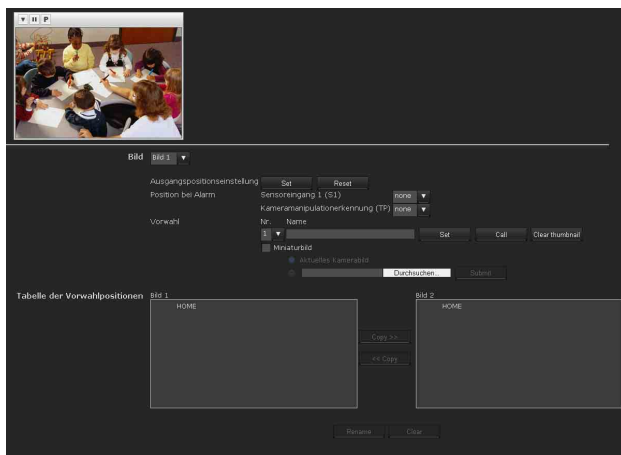 P
Bild Bild 1
Ausgangspositionseinstellung Set Reset
Position bei Alarm Sensoreingang 1 (S1) none
Kameramanipulationerkennung (TP) none
Vorwahl Nr. Name
1 Set Call Clear thumbnail
Miniaturbild
Aktuelles Kamerabild
Durchsuchen... Submit
Tabelle der Vorwahlpositionen Bild 1 Bild 2
HOME HOME
Copy >>
<< Copy
Rename Clear